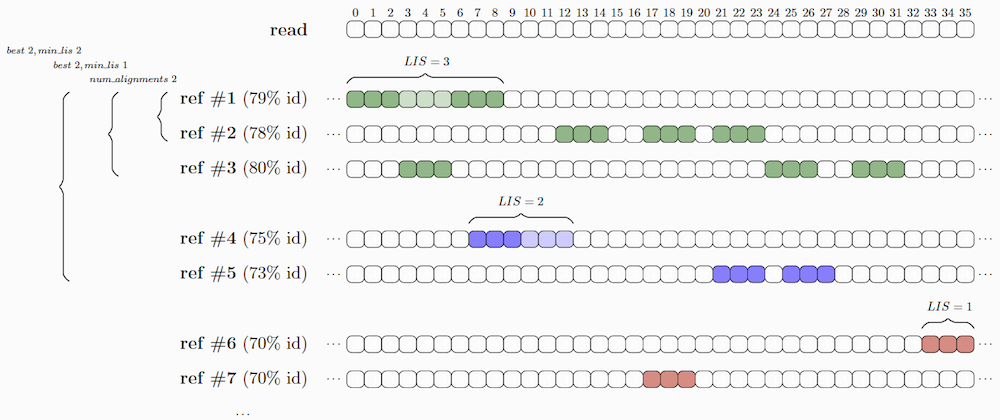 0 1 2 3 4 5 6 7 8 9 10 11 12 13 14 15 16 17 18 19 20 21 22 23 24 25 26 27 28 29 30 31 32 33 34 35
read
best 2, min_lis 2
best 2, min_lis 1
num_alignments 2
LIS = 3
ref #1 (79% id) ... ...
ref #2 (78% id) ... ...
ref #3 (80% id) ... ...
LIS = 2
ref #4 (75% id) ... ...
ref #5 (73% id) ... ...
LIS = 1
ref #6 (70% id) ... ...
ref #7 (70% id) ... ...
...